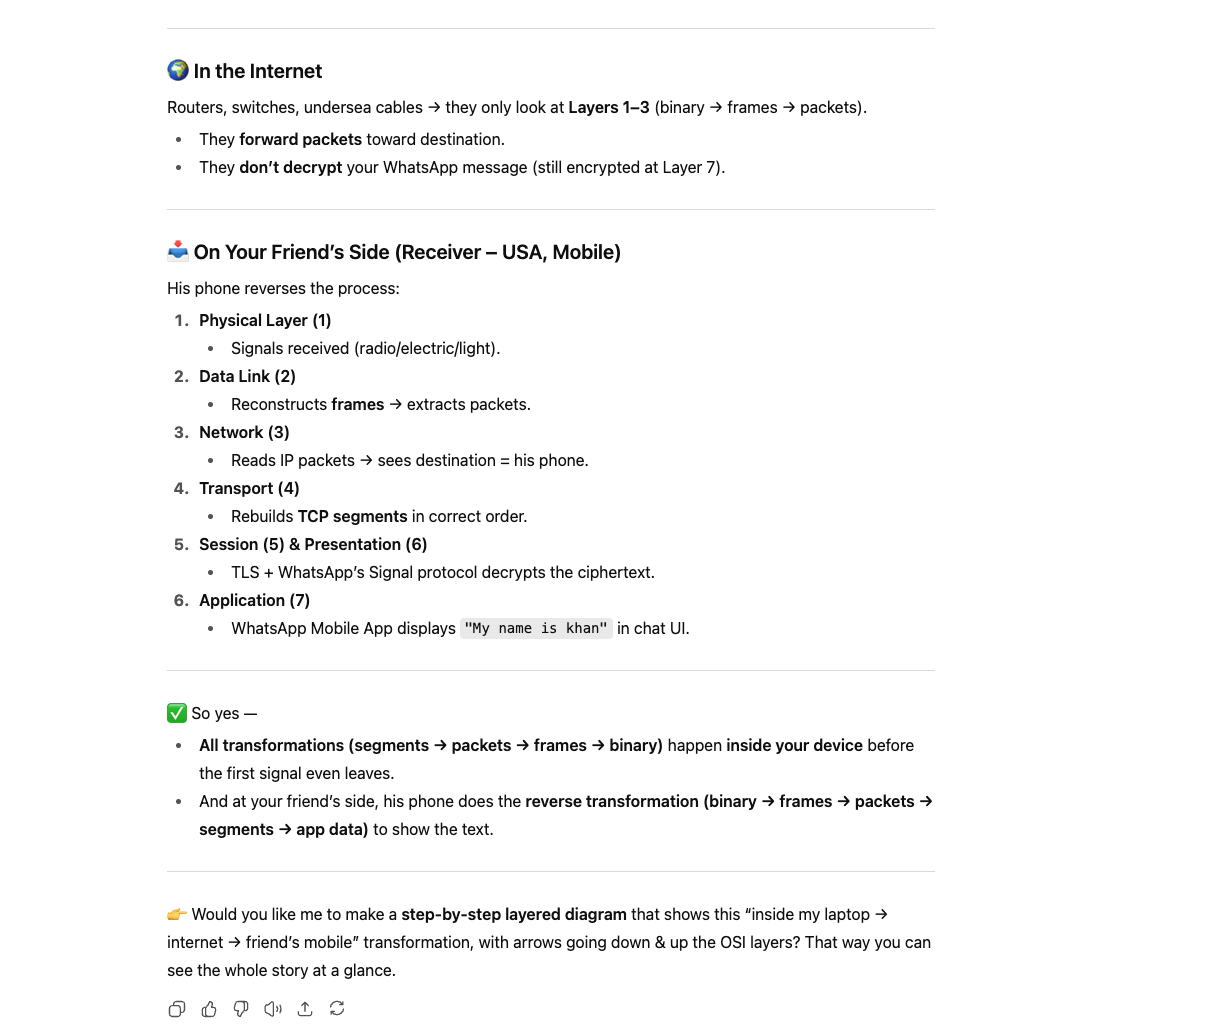 🌍 In the Internet
Routers, switches, undersea cables → they only look at Layers 1–3 (binary → frames → packets).
• They forward packets toward destination.
• They don’t decrypt your WhatsApp message (still encrypted at Layer 7).
📥 On Your Friend’s Side (Receiver – USA, Mobile)
His phone reverses the process:
1. Physical Layer (1)
• Signals received (radio/electric/light).
2. Data Link (2)
• Reconstructs frames → extracts packets.
3. Network (3)
• Reads IP packets → sees destination = his phone.
4. Transport (4)
• Rebuilds TCP segments in correct order.
5. Session (5) & Presentation (6)
• TLS + WhatsApp’s Signal protocol decrypts the ciphertext.
6. Application (7)
• WhatsApp Mobile App displays "My name is khan" in chat UI.
✅ So yes —
• All transformations (segments → packets → frames → binary) happen inside your device before
the first signal even leaves.
• And at your friend’s side, his phone does the reverse transformation (binary → frames → packets →
segments → app data) to show the text.
👉 Would you like me to make a step-by-step layered diagram that shows this “inside my laptop →
internet → friend’s mobile” transformation, with arrows going down & up the OSI layers? That way you can
see the whole story at a glance.